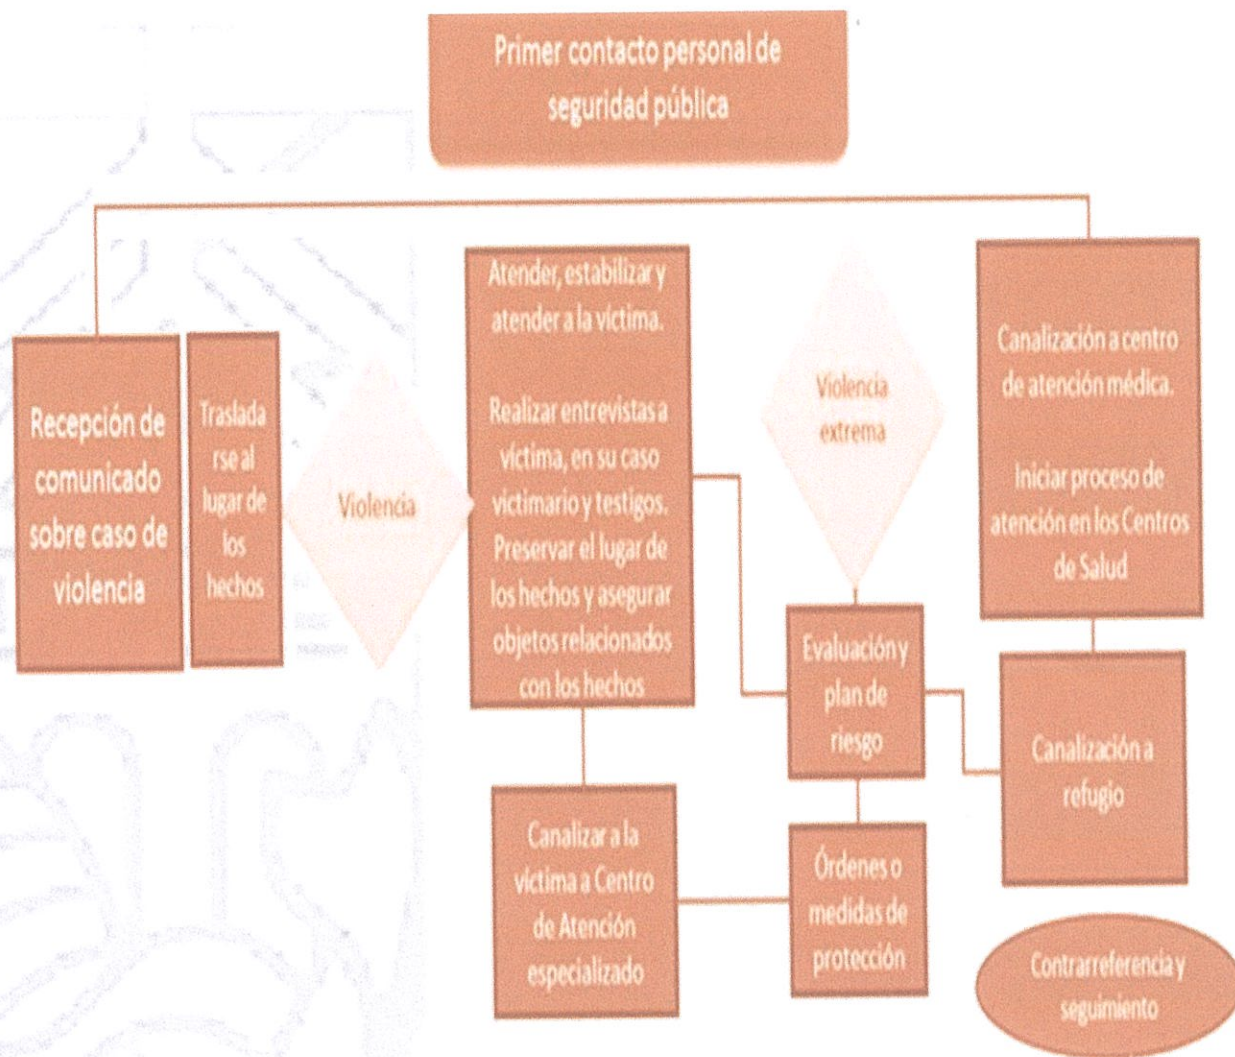 Primer contacto personal de
seguridad pública
Recepción de
comunicado
sobre caso de
violencia
Traslada
rse al
lugar de
los
hechos
Violencia
Atender, estabilizar y
atender a la víctima.
Realizar entrevistas a
víctima, en su caso
victimario y testigos.
Preservar el lugar de
los hechos y asegurar
objetos relacionados
con los hechos
Canalizar a la
víctima a Centro
de Atención
especializado
Violencia
extrema
Evaluación y
plan de
riesgo
Órdenes o
medidas de
protección
Canalización a centro
de atención médica.
Iniciar proceso de
atención en los Centros
de Salud
Canalización a
refugio
Contrarreferencia y
seguimiento